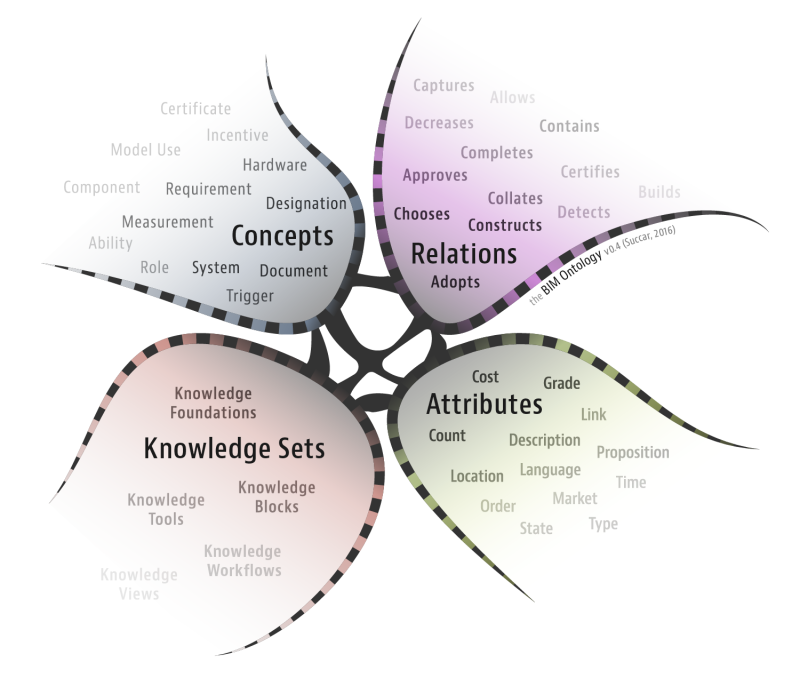 Certificate
Incentive
Model Use
Hardware
Component
Requirement
Designation
Measurement
Concepts
Ability
Role
System
Document
Trigger
Captures
Allows
Decreases
Contains
Completes
Approves
Certifies
Collates
Builds
Chooses
Detects
Constructs
Relations
Adopts
the BIM Ontology v0.4 (Succar, 2016)
Knowledge
Foundations
Knowledge Sets
Knowledge
Tools
Knowledge
Blocks
Knowledge
Workflows
Knowledge
Views
Cost
Grade
Attributes
Link
Count
Description
Proposition
Location
Language
Time
Order
Market
State
Type